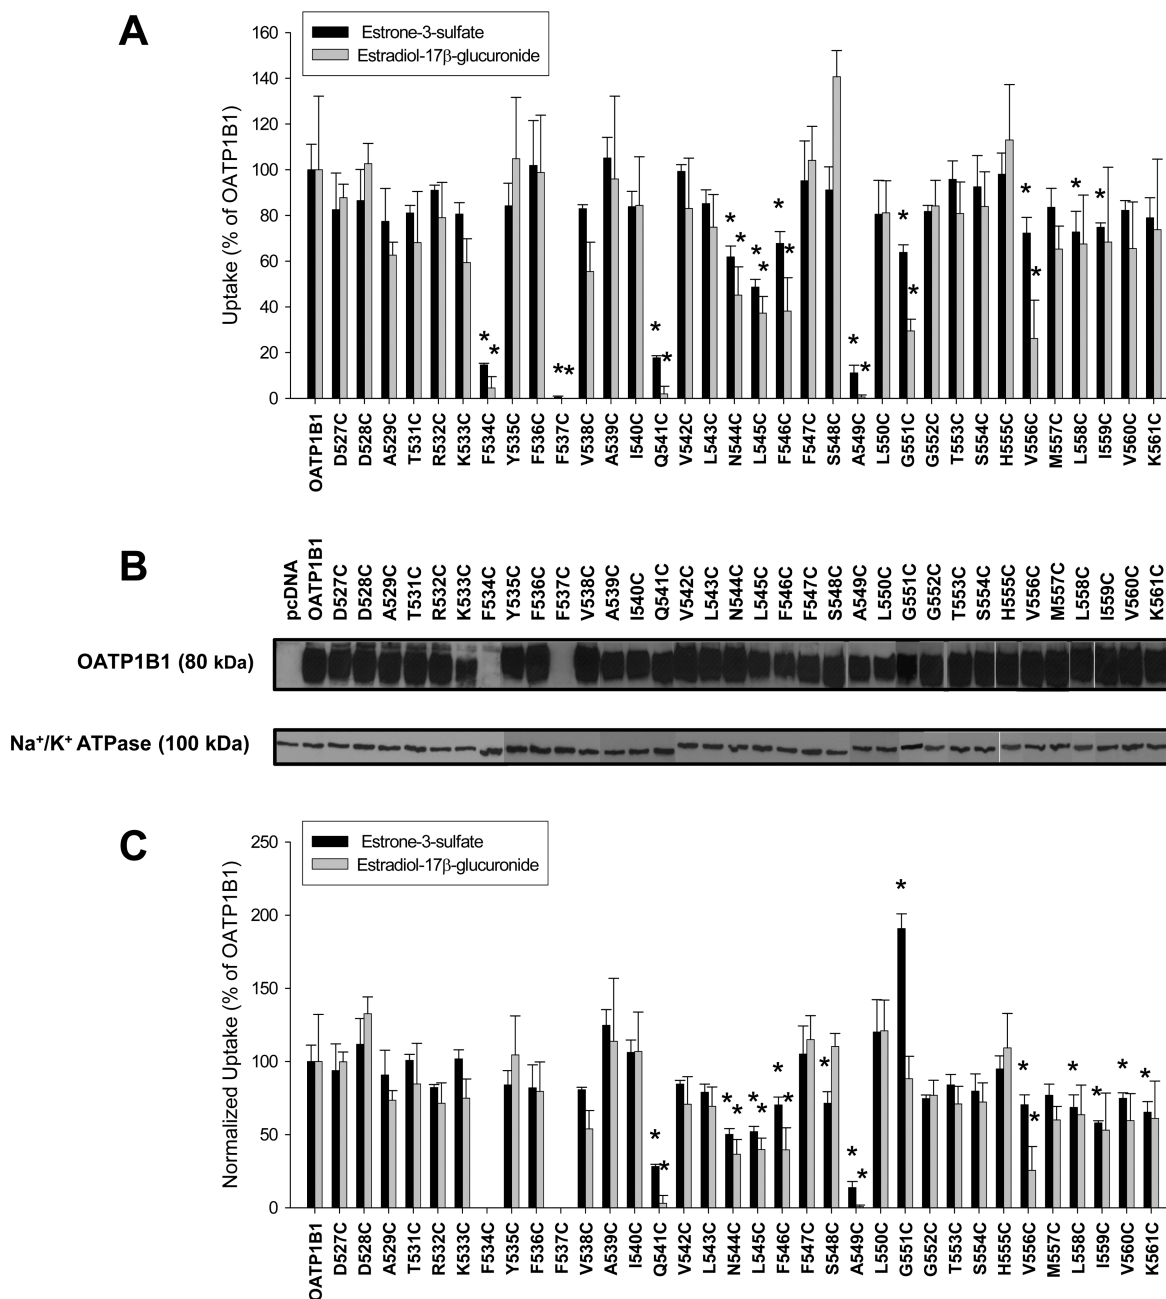 A
Estrone-3-sulfate
Estradiol-17β-glucuronide
Uptake (% of OATP1B1)
160
140
120
100
80
60
40
20
0
* * * * * * * * * * * * * * * * * * * * *
OATP1B1 D527C D528C A529C T531C R532C K533C F534C Y535C F536C F537C V538C A539C I540C Q541C V542C L543C N544C L545C F546C F547C S548C A549C L550C G551C G552C T553C S554C H555C V556C M557C L558C I559C V560C K561C
B
pcDNA OATP1B1 D527C D528C A529C T531C R532C K533C F534C Y535C F536C F537C V538C A539C I540C Q541C V542C L543C N544C L545C F546C F547C S548C A549C L550C G551C G552C T553C S554C H555C V556C M557C L558C I559C V560C K561C
OATP1B1 (80 kDa)
Na⁺/K⁺ ATPase (100 kDa)
C
Estrone-3-sulfate
Estradiol-17β-glucuronide
Normalized Uptake (% of OATP1B1)
250
200
150
100
50
0
* * * * * * * * * * * * * * * * * *
OATP1B1 D527C D528C A529C T531C R532C K533C F534C Y535C F536C F537C V538C A539C I540C Q541C V542C L543C N544C L545C F546C F547C S548C A549C L550C G551C G552C T553C S554C H555C V556C M557C L558C I559C V560C K561C